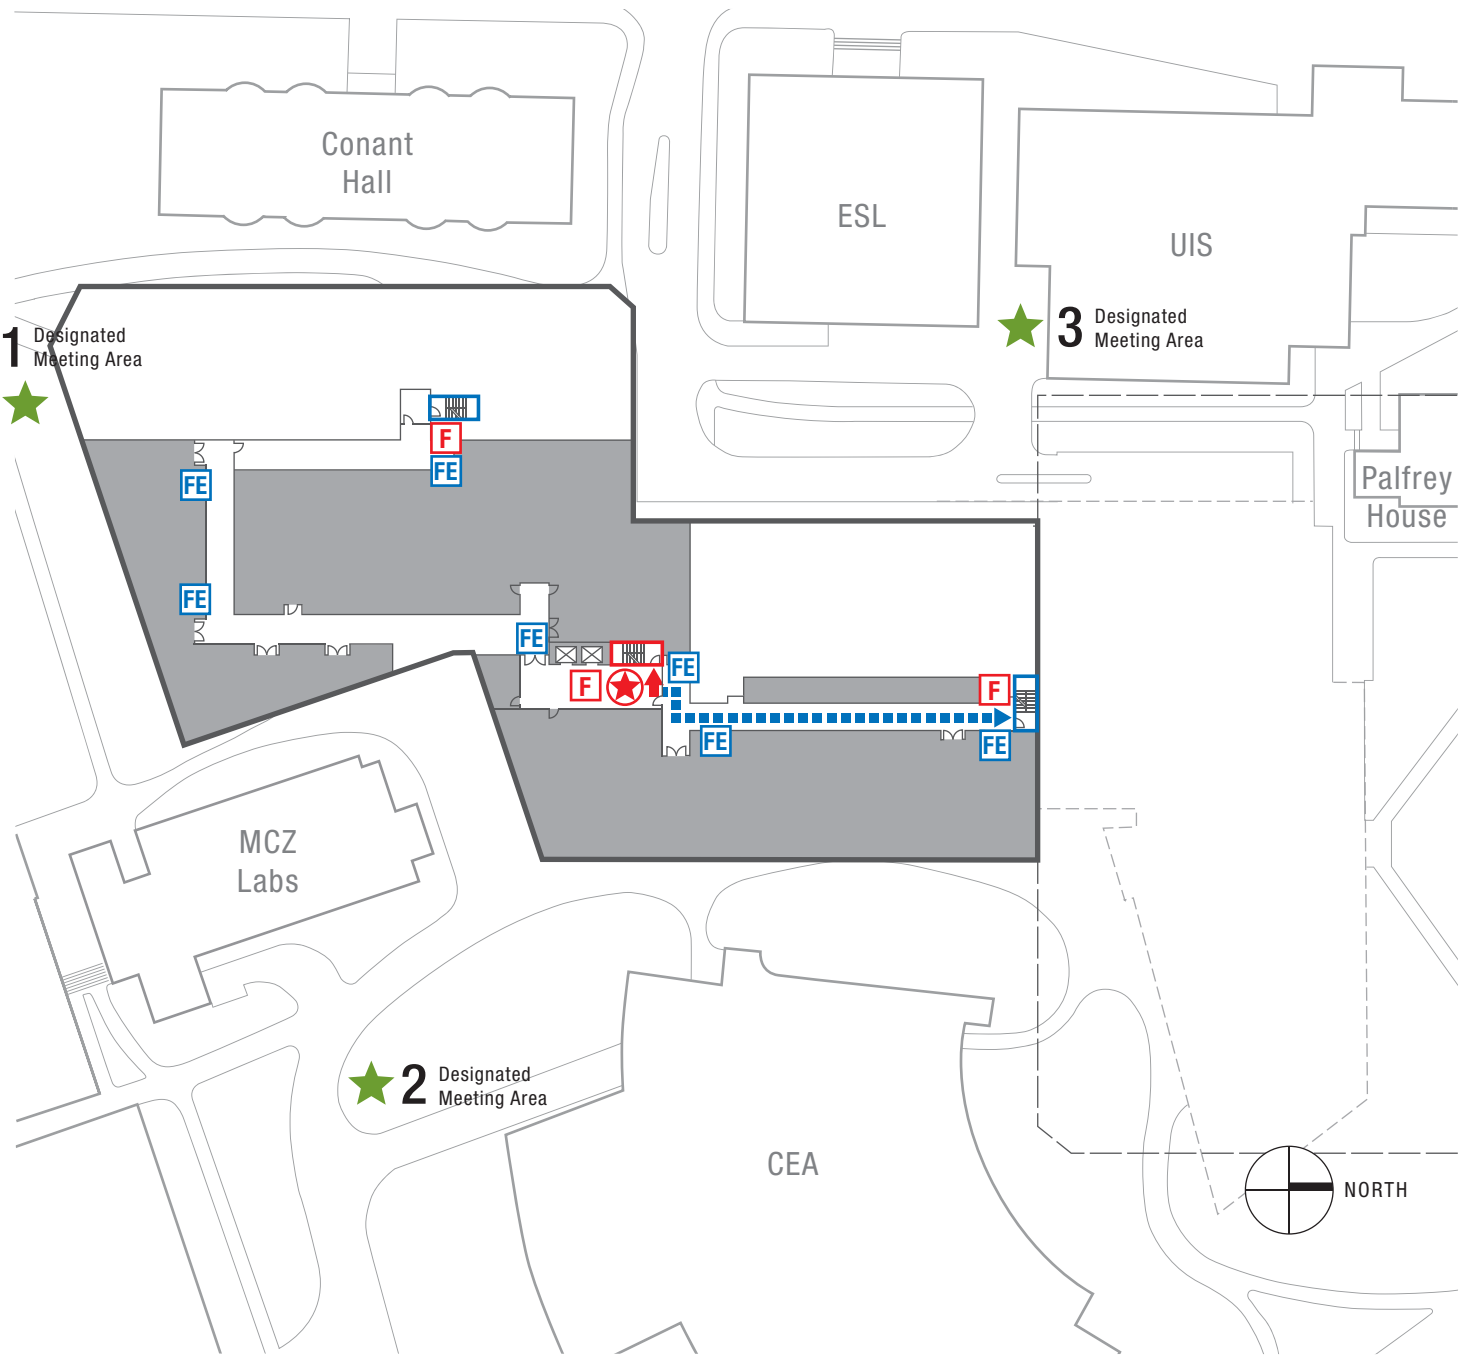 Conant
Hall
ESL
UIS
1 Designated
Meeting Area
3 Designated
Meeting Area
F
FE
FE
Palfrey
House
FE
FE
FE
F
F
FE
FE
MCZ
Labs
2 Designated
Meeting Area
CEA
NORTH